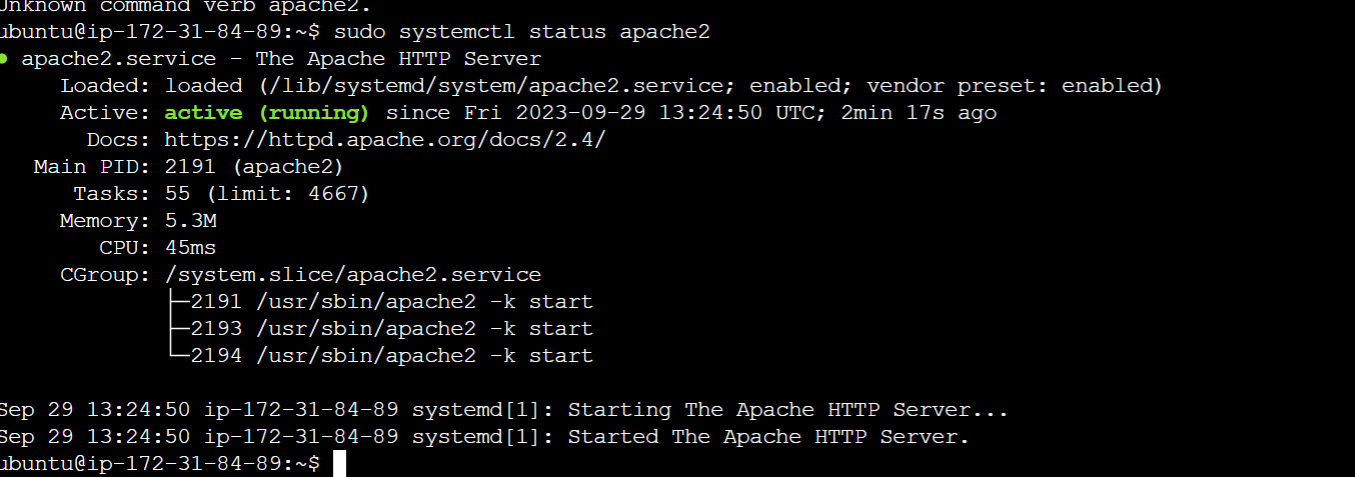 Unknown command verb apache2.
ubuntu@ip-172-31-84-89:~$ sudo systemctl status apache2
● apache2.service - The Apache HTTP Server
     Loaded: loaded (/lib/systemd/system/apache2.service; enabled; vendor preset: enabled)
     Active: active (running) since Fri 2023-09-29 13:24:50 UTC; 2min 17s ago
       Docs: https://httpd.apache.org/docs/2.4/
   Main PID: 2191 (apache2)
      Tasks: 55 (limit: 4667)
     Memory: 5.3M
        CPU: 45ms
     CGroup: /system.slice/apache2.service
             ├─2191 /usr/sbin/apache2 -k start
             ├─2193 /usr/sbin/apache2 -k start
             └─2194 /usr/sbin/apache2 -k start
Sep 29 13:24:50 ip-172-31-84-89 systemd[1]: Starting The Apache HTTP Server...
Sep 29 13:24:50 ip-172-31-84-89 systemd[1]: Started The Apache HTTP Server.
ubuntu@ip-172-31-84-89:~$